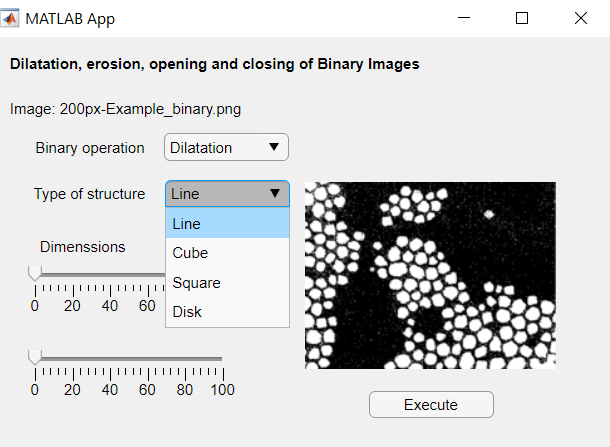 MATLAB App
Dilatation, erosion, opening and closing of Binary Images
Image: 200px-Example_binary.png
Binary operation Dilatation
Type of structure Line
Line
Cube
Square
Disk
Dimenssions
0 20 40 60
0 20 40 60 80 100
Execute